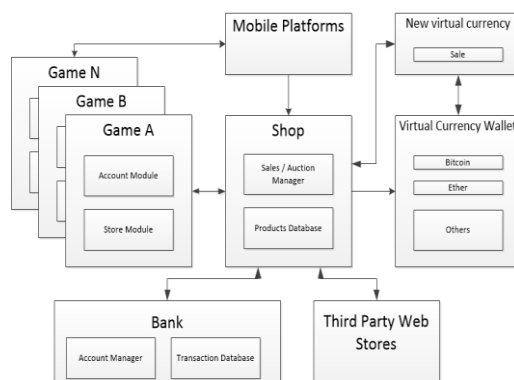 Mobile Platforms
New virtual currency
Sale
Game N
Game B
Game A
Account Module
Store Module
Shop
Sales / Auction
Manager
Products Database
Virtual Currency Wallet
Bitcoin
Ether
Others
Bank
Account Manager
Transaction Database
Third Party Web
Stores